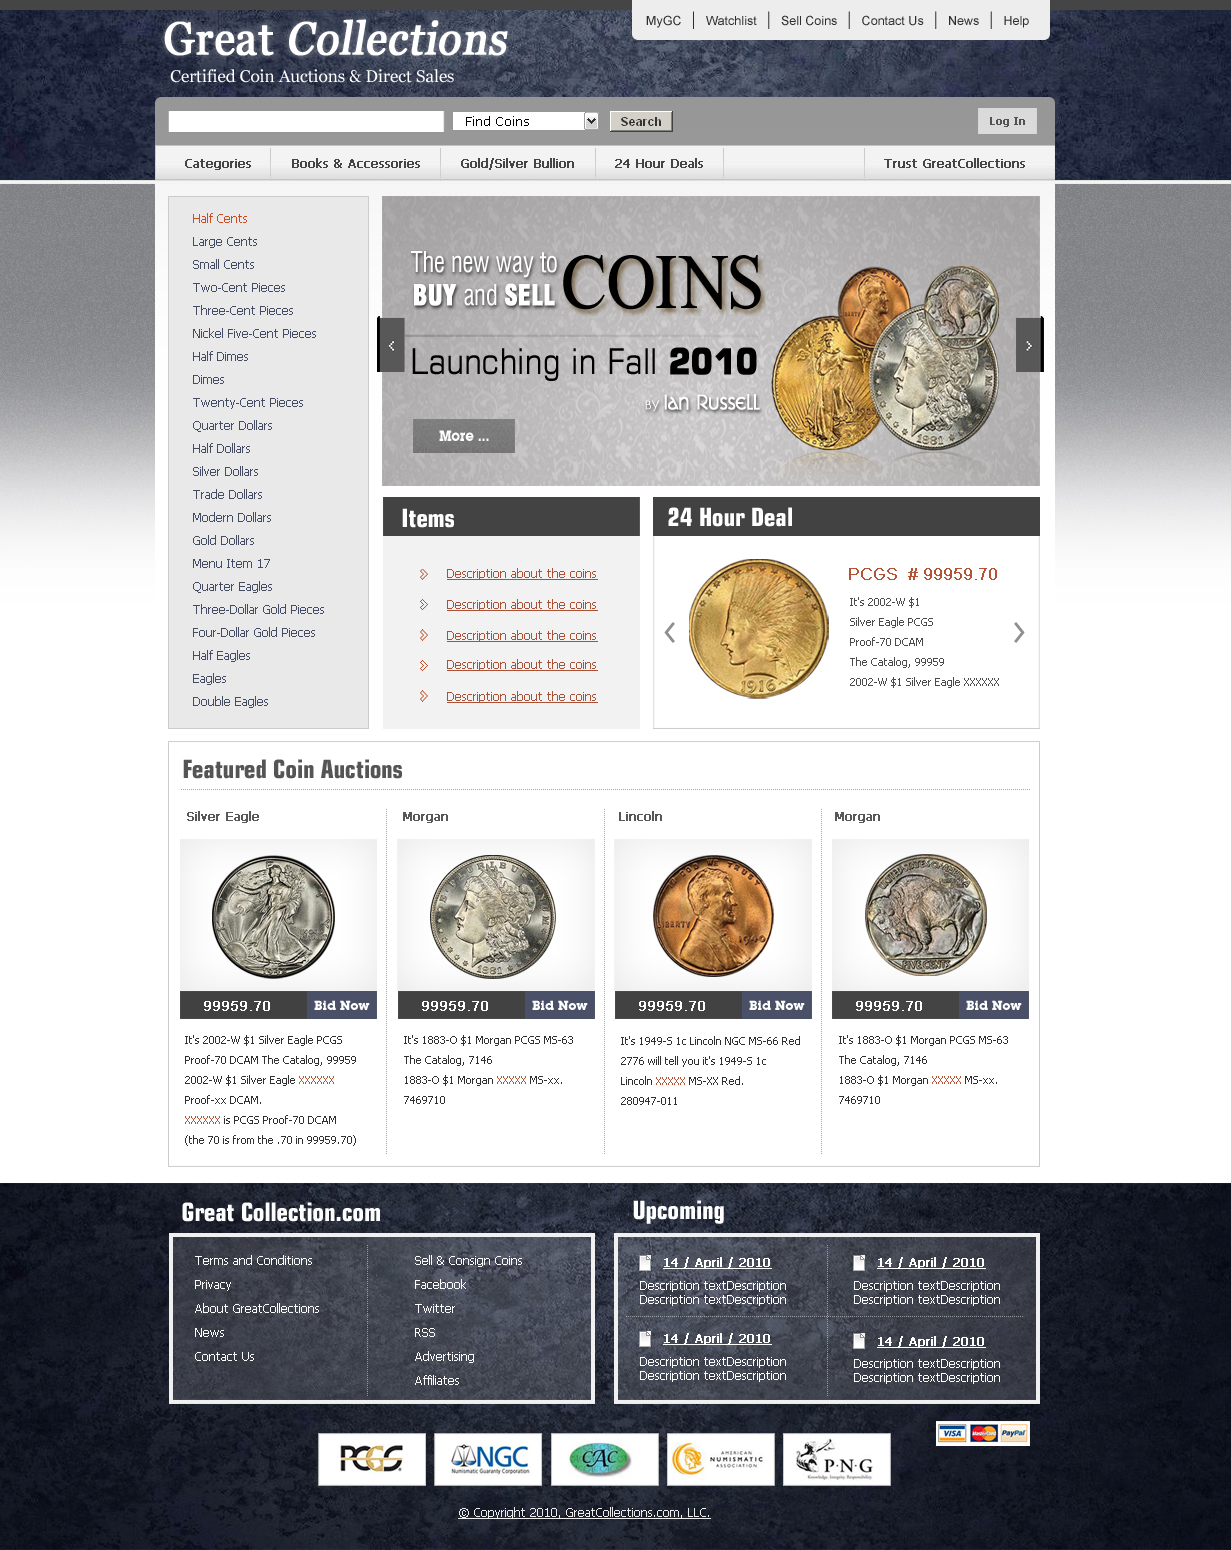 MyGC
Watchlist
Sell Coins
Contact Us
News
Help
Great Collections
Certified Coin Auctions & Direct Sales
Find Coins
Search
Log In
Categories
Books & Accessories
Gold/Silver Bullion
24 Hour Deals
Trust GreatCollections
Half Cents
Large Cents
Small Cents
Two-Cent Pieces
Three-Cent Pieces
Nickel Five-Cent Pieces
Half Dimes
Dimes
Twenty-Cent Pieces
Quarter Dollars
Half Dollars
Silver Dollars
Trade Dollars
Modern Dollars
Gold Dollars
Menu Item 17
Quarter Eagles
Three-Dollar Gold Pieces
Four-Dollar Gold Pieces
Half Eagles
Eagles
Double Eagles
The new way to
BUY and SELL COINS
Launching in Fall 2010
By Ian Russell
More ...
1881
Items
Description about the coins
Description about the coins
Description about the coins
Description about the coins
Description about the coins
24 Hour Deal
1916
PCGS # 99959.70
It's 2002-W $1
Silver Eagle PCGS
Proof-70 DCAM
The Catalog, 99959
2002-W $1 Silver Eagle XXXXXX
Featured Coin Auctions
Silver Eagle
99959.70
Bid Now
It's 2002-W $1 Silver Eagle PCGS
Proof-70 DCAM The Catalog, 99959
2002-W $1 Silver Eagle XXXXXX
Proof-xx DCAM.
XXXXXX is PCGS Proof-70 DCAM
(the 70 is from the .70 in 99959.70)
Morgan
1881
99959.70
Bid Now
It's 1883-O $1 Morgan PCGS MS-63
The Catalog, 7146
1883-O $1 Morgan XXXXX MS-xx.
7469710
Lincoln
LIBERTY
1940
99959.70
Bid Now
It's 1949-S 1c Lincoln NGC MS-66 Red
2776 will tell you it's 1949-S 1c
Lincoln XXXXX MS-XX Red.
280947-011
Morgan
FIVE CENTS
99959.70
Bid Now
It's 1883-O $1 Morgan PCGS MS-63
The Catalog, 7146
1883-O $1 Morgan XXXXX MS-xx.
7469710
Great Collection.com
Terms and Conditions
Privacy
About GreatCollections
News
Contact Us
Sell & Consign Coins
Facebook
Twitter
RSS
Advertising
Affiliates
Upcoming
14 / April / 2010
Description textDescription
Description textDescription
14 / April / 2010
Description textDescription
Description textDescription
14 / April / 2010
Description textDescription
Description textDescription
14 / April / 2010
Description textDescription
Description textDescription
VISA
MasterCard
PayPal
PCGS
NGC
Numismatic Guaranty Corporation
CAC
AMERICAN
NUMISMATIC
ASSOCIATION
P·N·G
Knowledge, Integrity, Responsibility
© Copyright 2010, GreatCollections.com, LLC.